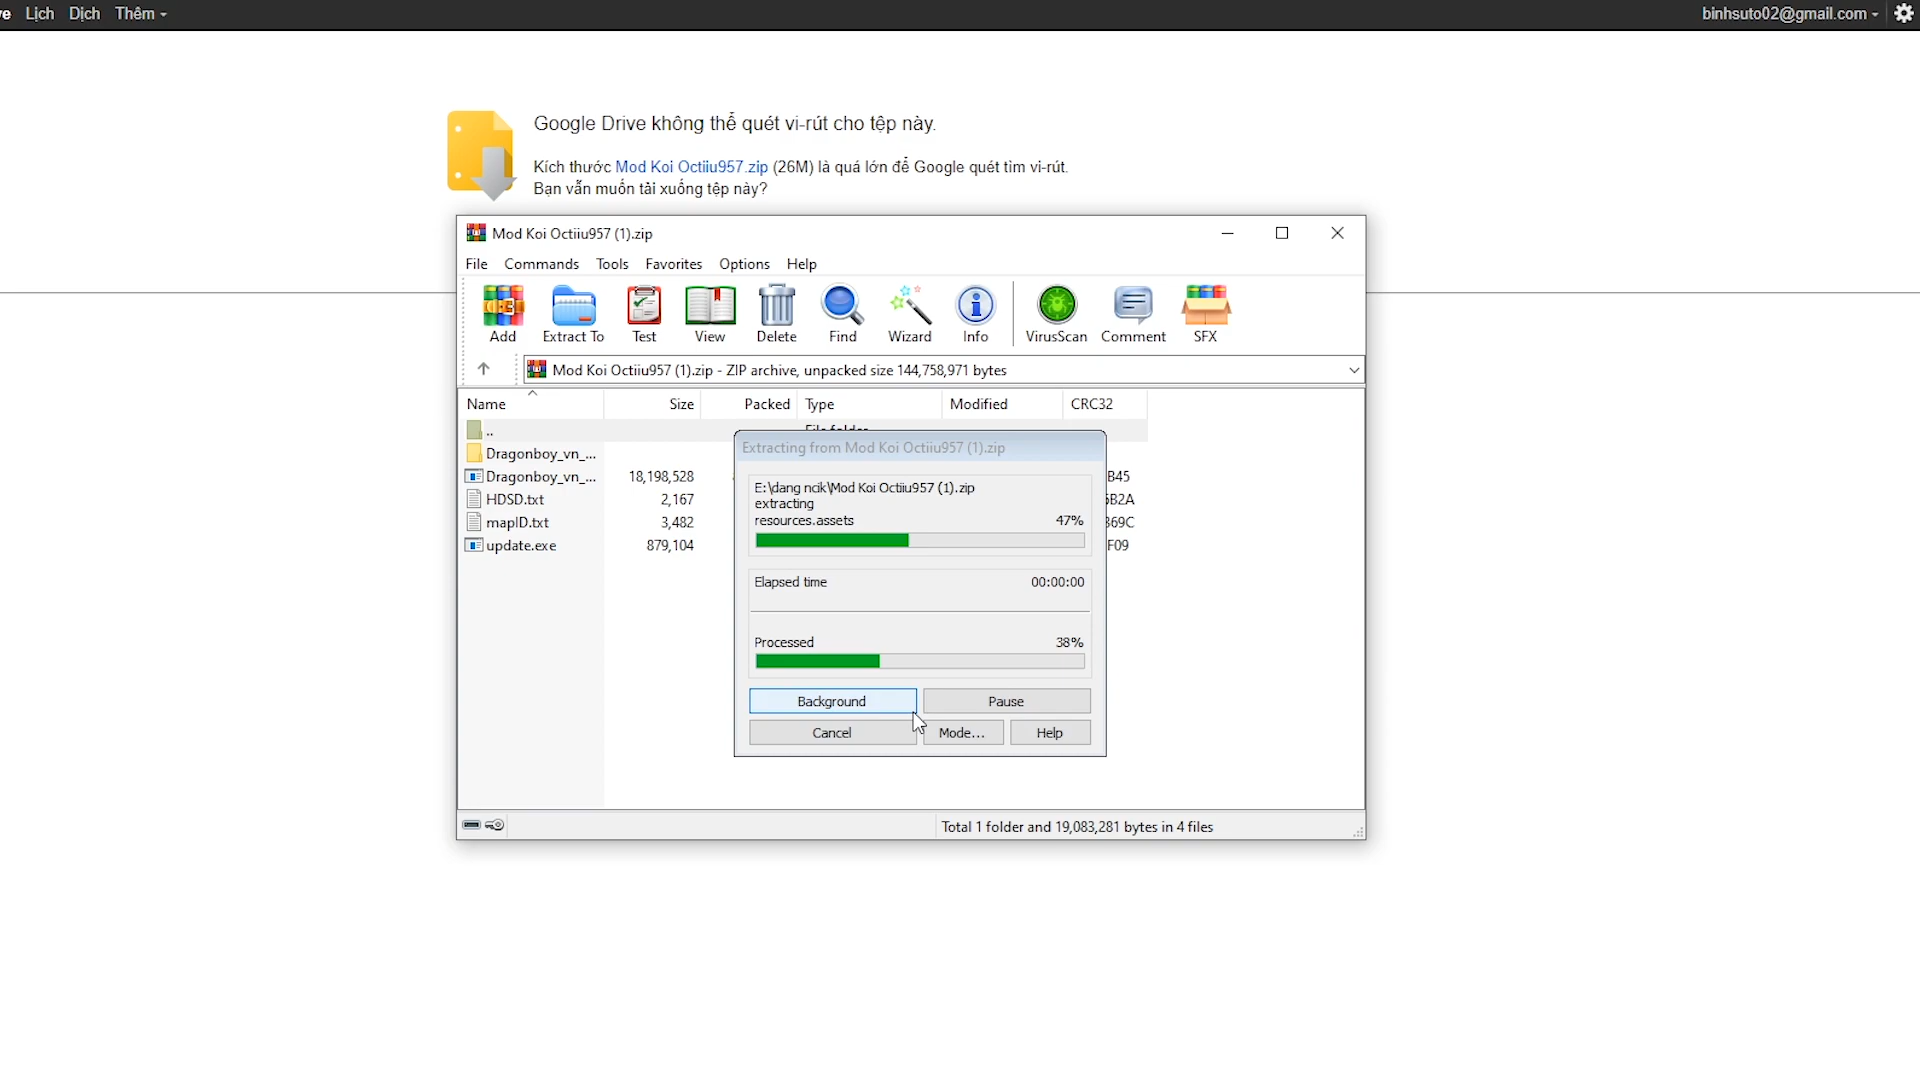 Lịch Dịch Thêm
binhsuto02@gmail.com
Google Drive không thể quét vi-rút cho tệp này.
Kích thước Mod Koi Octiiu957.zip (26M) là quá lớn để Google quét tìm vi-rút.
Bạn vẫn muốn tải xuống tệp này?
Mod Koi Octiiu957 (1).zip
File Commands Tools Favorites Options Help
Add Extract To Test View Delete Find Wizard Info VirusScan Comment SFX
Mod Koi Octiiu957 (1).zip - ZIP archive, unpacked size 144,758,971 bytes
Name Size Packed Type Modified CRC32
..
Dragonboy_vn_...
Dragonboy_vn_... 18,198,528 B45
HDSD.txt 2,167 6B2A
mapID.txt 3,482 369C
update.exe 879,104 F09
Extracting from Mod Koi Octiiu957 (1).zip
E:\dang ncik\Mod Koi Octiiu957 (1).zip
extracting
resources.assets 47%
Elapsed time 00:00:00
Processed 38%
Background Pause
Cancel Mode... Help
Total 1 folder and 19,083,281 bytes in 4 files